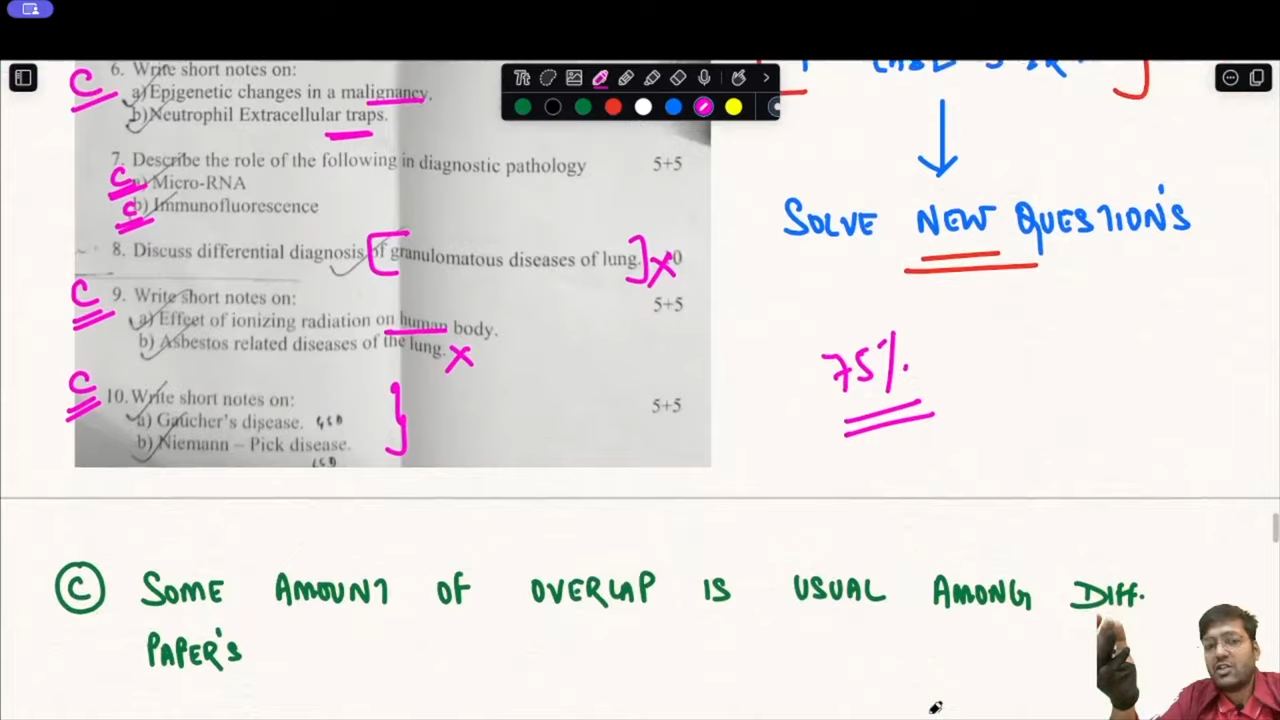 6. Write short notes on:
a) Epigenetic changes in a malignancy.
b) Neutrophil Extracellular traps.
7. Describe the role of the following in diagnostic pathology 5+5
a) Micro-RNA
b) Immunofluorescence
8. Discuss differential diagnosis of granulomatous diseases of lung. 0
9. Write short notes on: 5+5
a) Effect of ionizing radiation on human body.
b) Asbestos related diseases of the lung.
10. Write short notes on: 5+5
a) Gaucher's disease.
b) Niemann – Pick disease.
C
C
C
C
C
SOLVE NEW QUESTION'S
75%
C SOME AMOUNT OF OVERLAP IS USUAL AMONG DIFF.
PAPER'S